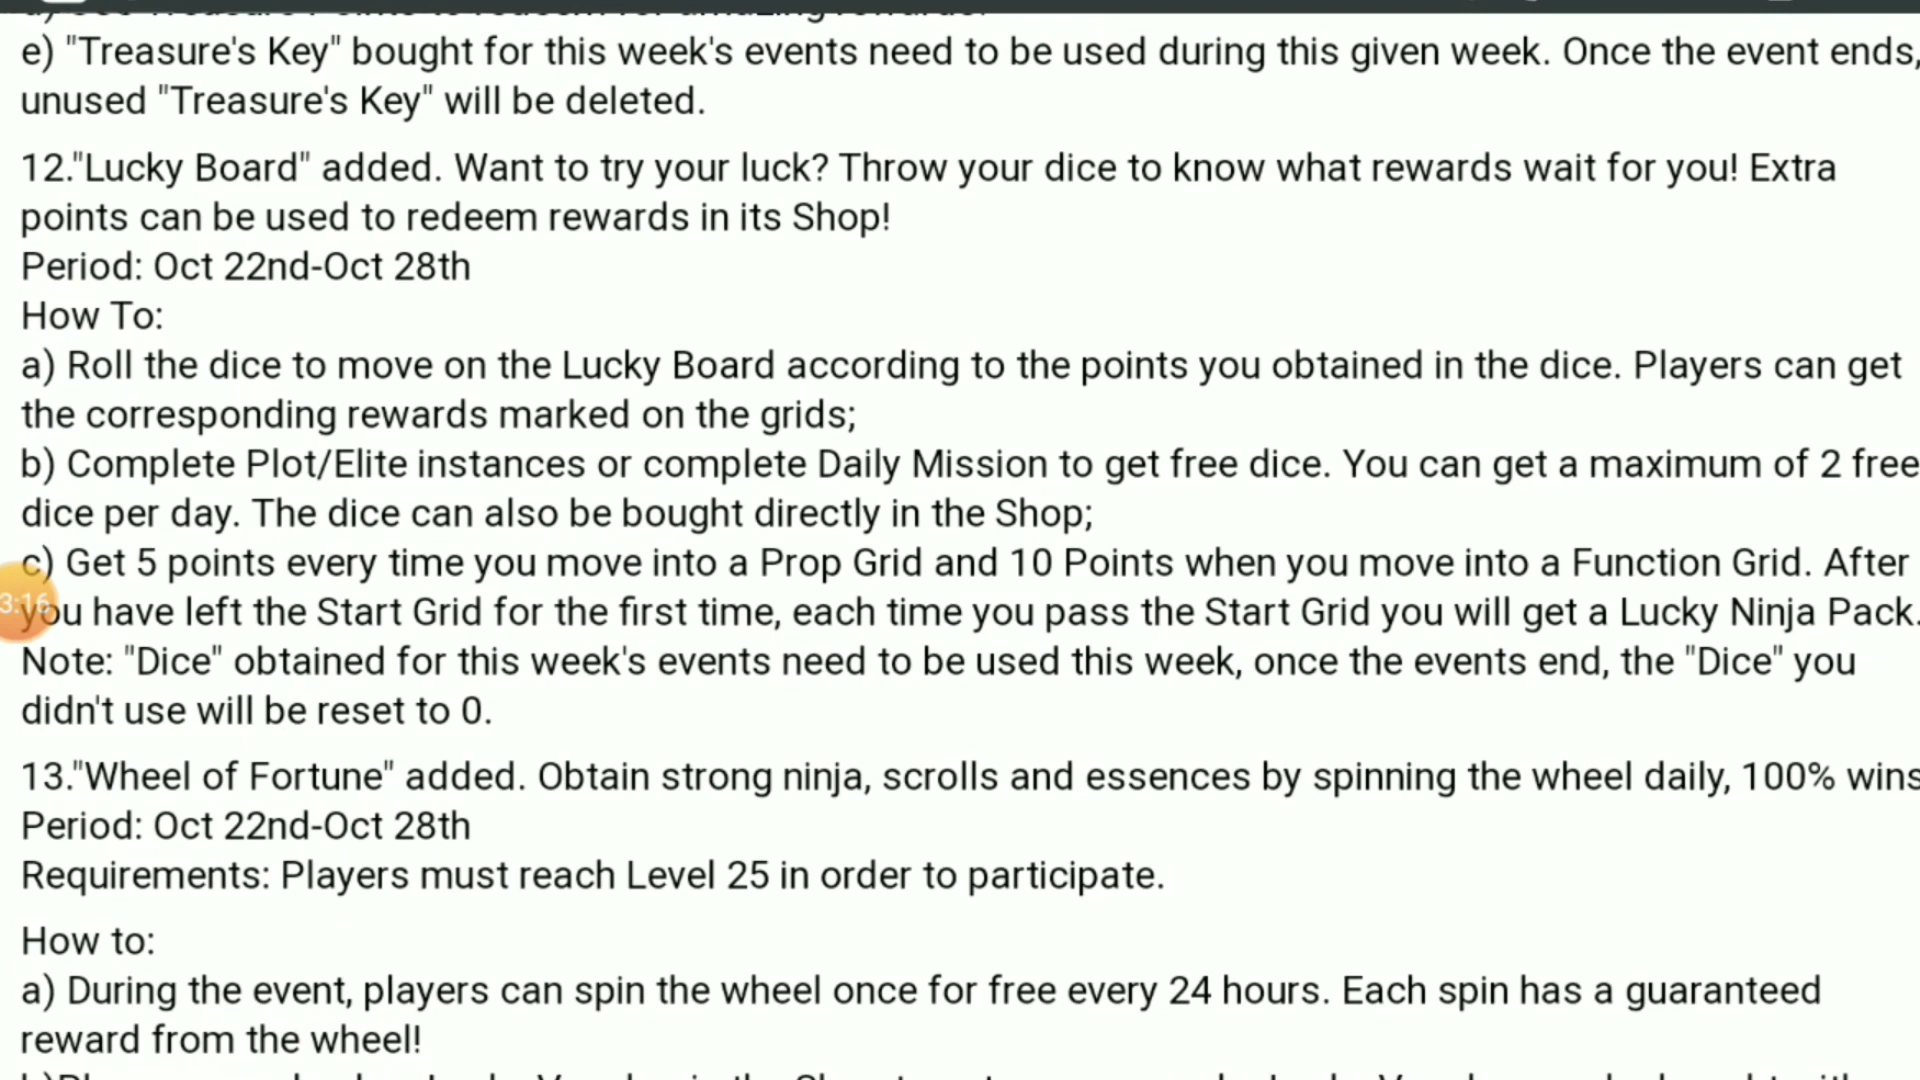 e) "Treasure's Key" bought for this week's events need to be used during this given week. Once the event ends,
unused "Treasure's Key" will be deleted.
12."Lucky Board" added. Want to try your luck? Throw your dice to know what rewards wait for you! Extra
points can be used to redeem rewards in its Shop!
Period: Oct 22nd-Oct 28th
How To:
a) Roll the dice to move on the Lucky Board according to the points you obtained in the dice. Players can get
the corresponding rewards marked on the grids;
b) Complete Plot/Elite instances or complete Daily Mission to get free dice. You can get a maximum of 2 free
dice per day. The dice can also be bought directly in the Shop;
c) Get 5 points every time you move into a Prop Grid and 10 Points when you move into a Function Grid. After
3:16
you have left the Start Grid for the first time, each time you pass the Start Grid you will get a Lucky Ninja Pack.
Note: "Dice" obtained for this week's events need to be used this week, once the events end, the "Dice" you
didn't use will be reset to 0.
13."Wheel of Fortune" added. Obtain strong ninja, scrolls and essences by spinning the wheel daily, 100% wins
Period: Oct 22nd-Oct 28th
Requirements: Players must reach Level 25 in order to participate.
How to:
a) During the event, players can spin the wheel once for free every 24 hours. Each spin has a guaranteed
reward from the wheel!